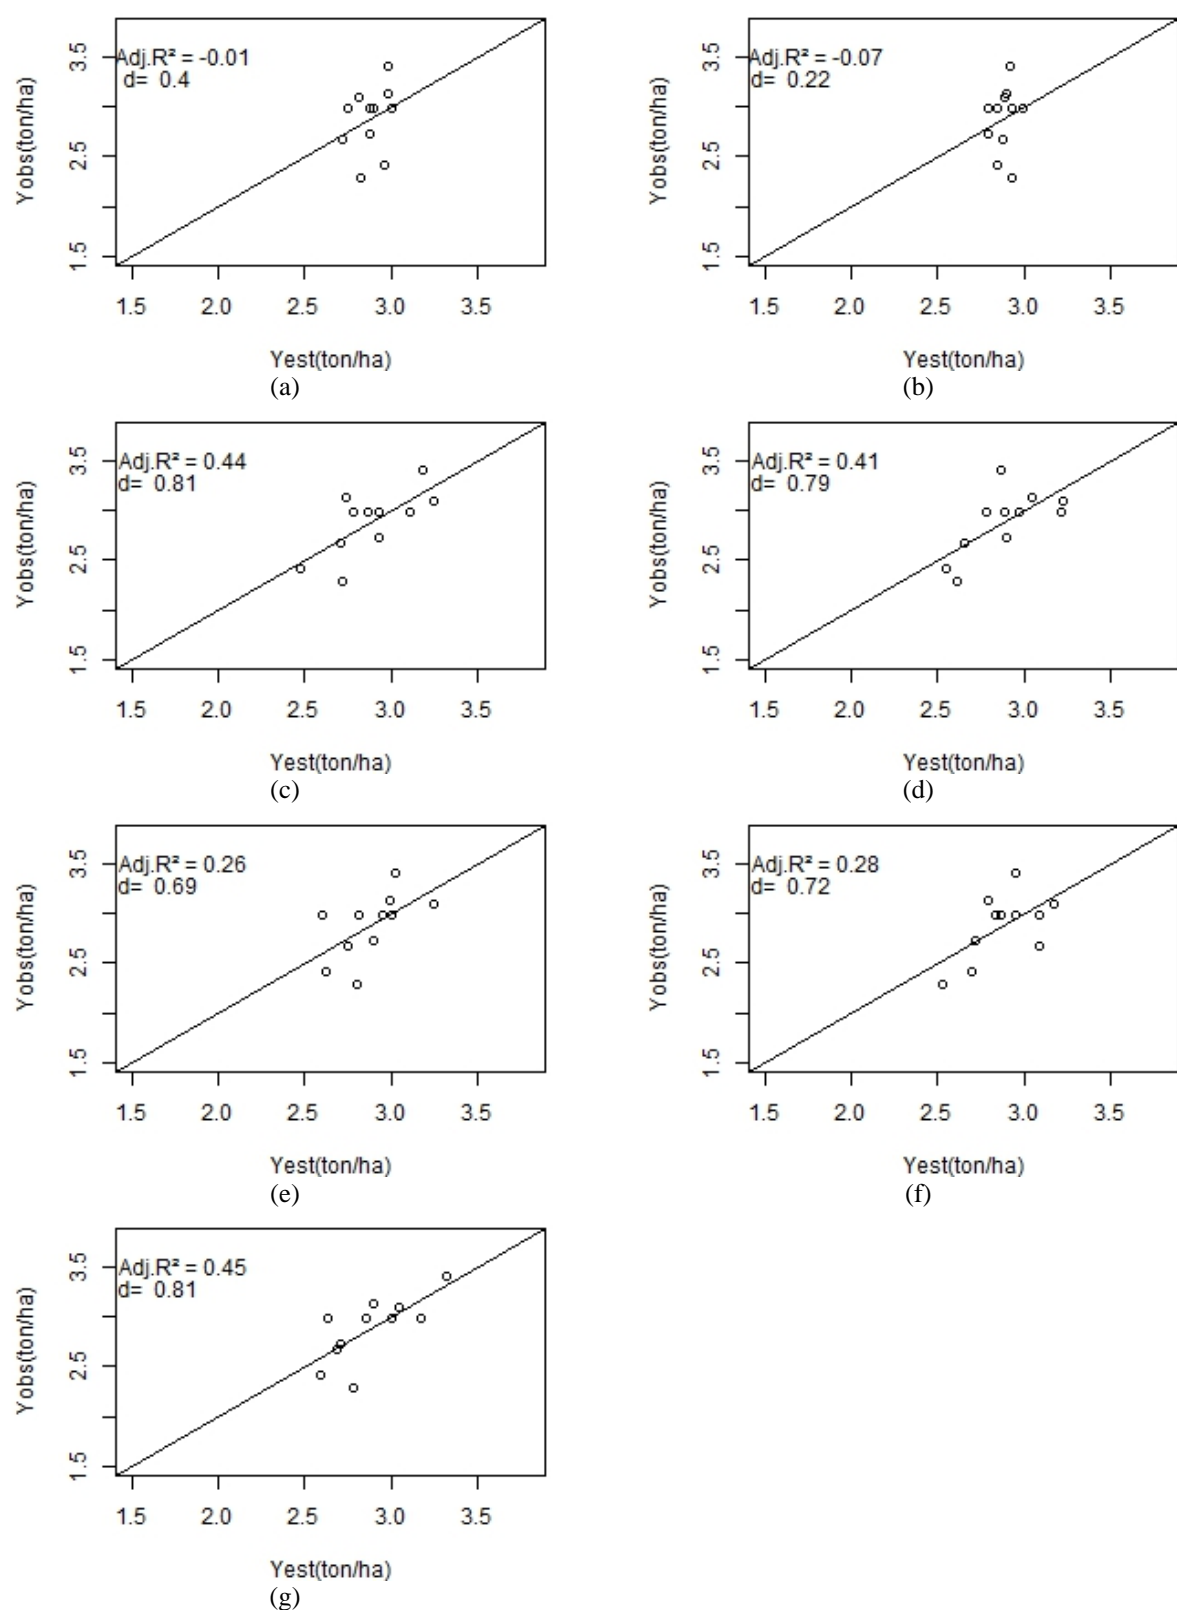 Adj.R² = -0.01
d= 0.4
Yobs(ton/ha)
3.5
2.5
1.5
1.5 2.0 2.5 3.0 3.5
Yest(ton/ha)
(a)
Adj.R² = -0.07
d= 0.22
Yobs(ton/ha)
3.5
2.5
1.5
1.5 2.0 2.5 3.0 3.5
Yest(ton/ha)
(b)
Adj.R² = 0.44
d= 0.81
Yobs(ton/ha)
3.5
2.5
1.5
1.5 2.0 2.5 3.0 3.5
Yest(ton/ha)
(c)
Adj.R² = 0.41
d= 0.79
Yobs(ton/ha)
3.5
2.5
1.5
1.5 2.0 2.5 3.0 3.5
Yest(ton/ha)
(d)
Adj.R² = 0.26
d= 0.69
Yobs(ton/ha)
3.5
2.5
1.5
1.5 2.0 2.5 3.0 3.5
Yest(ton/ha)
(e)
Adj.R² = 0.28
d= 0.72
Yobs(ton/ha)
3.5
2.5
1.5
1.5 2.0 2.5 3.0 3.5
Yest(ton/ha)
(f)
Adj.R² = 0.45
d= 0.81
Yobs(ton/ha)
3.5
2.5
1.5
1.5 2.0 2.5 3.0 3.5
Yest(ton/ha)
(g)